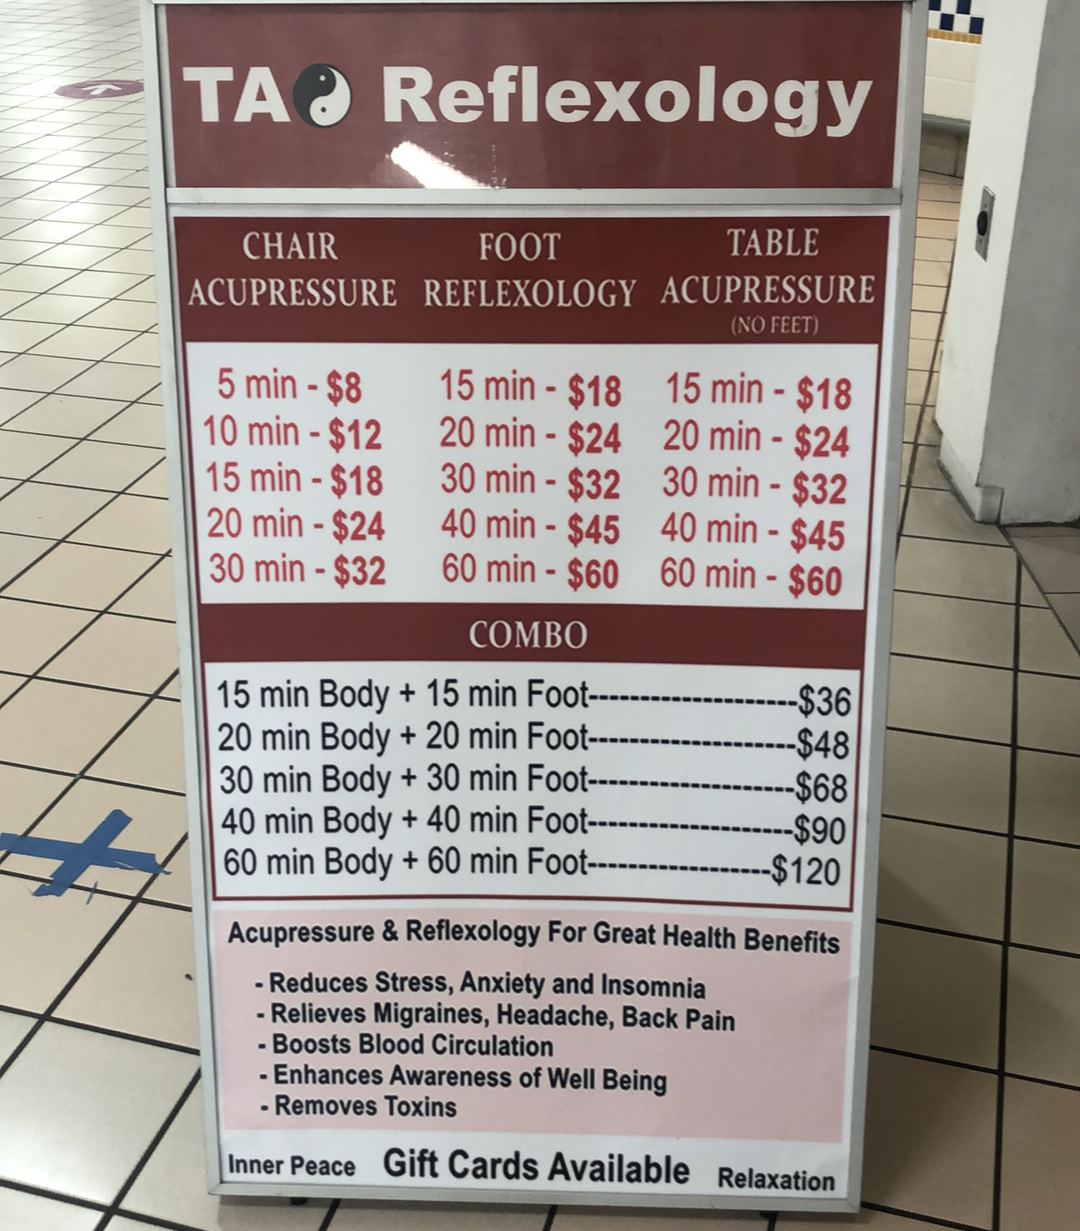 TAO Reflexology
CHAIR ACUPRESSURE
FOOT REFLEXOLOGY
TABLE ACUPRESSURE
(NO FEET)
5 min - $8
10 min - $12
15 min - $18
20 min - $24
30 min - $32
15 min - $18
20 min - $24
30 min - $32
40 min - $45
60 min - $60
15 min - $18
20 min - $24
30 min - $32
40 min - $45
60 min - $60
COMBO
15 min Body + 15 min Foot---------------------$36
20 min Body + 20 min Foot---------------------$48
30 min Body + 30 min Foot---------------------$68
40 min Body + 40 min Foot---------------------$90
60 min Body + 60 min Foot------------------$120
Acupressure & Reflexology For Great Health Benefits
- Reduces Stress, Anxiety and Insomnia
- Relieves Migraines, Headache, Back Pain
- Boosts Blood Circulation
- Enhances Awareness of Well Being
- Removes Toxins
Inner Peace Gift Cards Available Relaxation